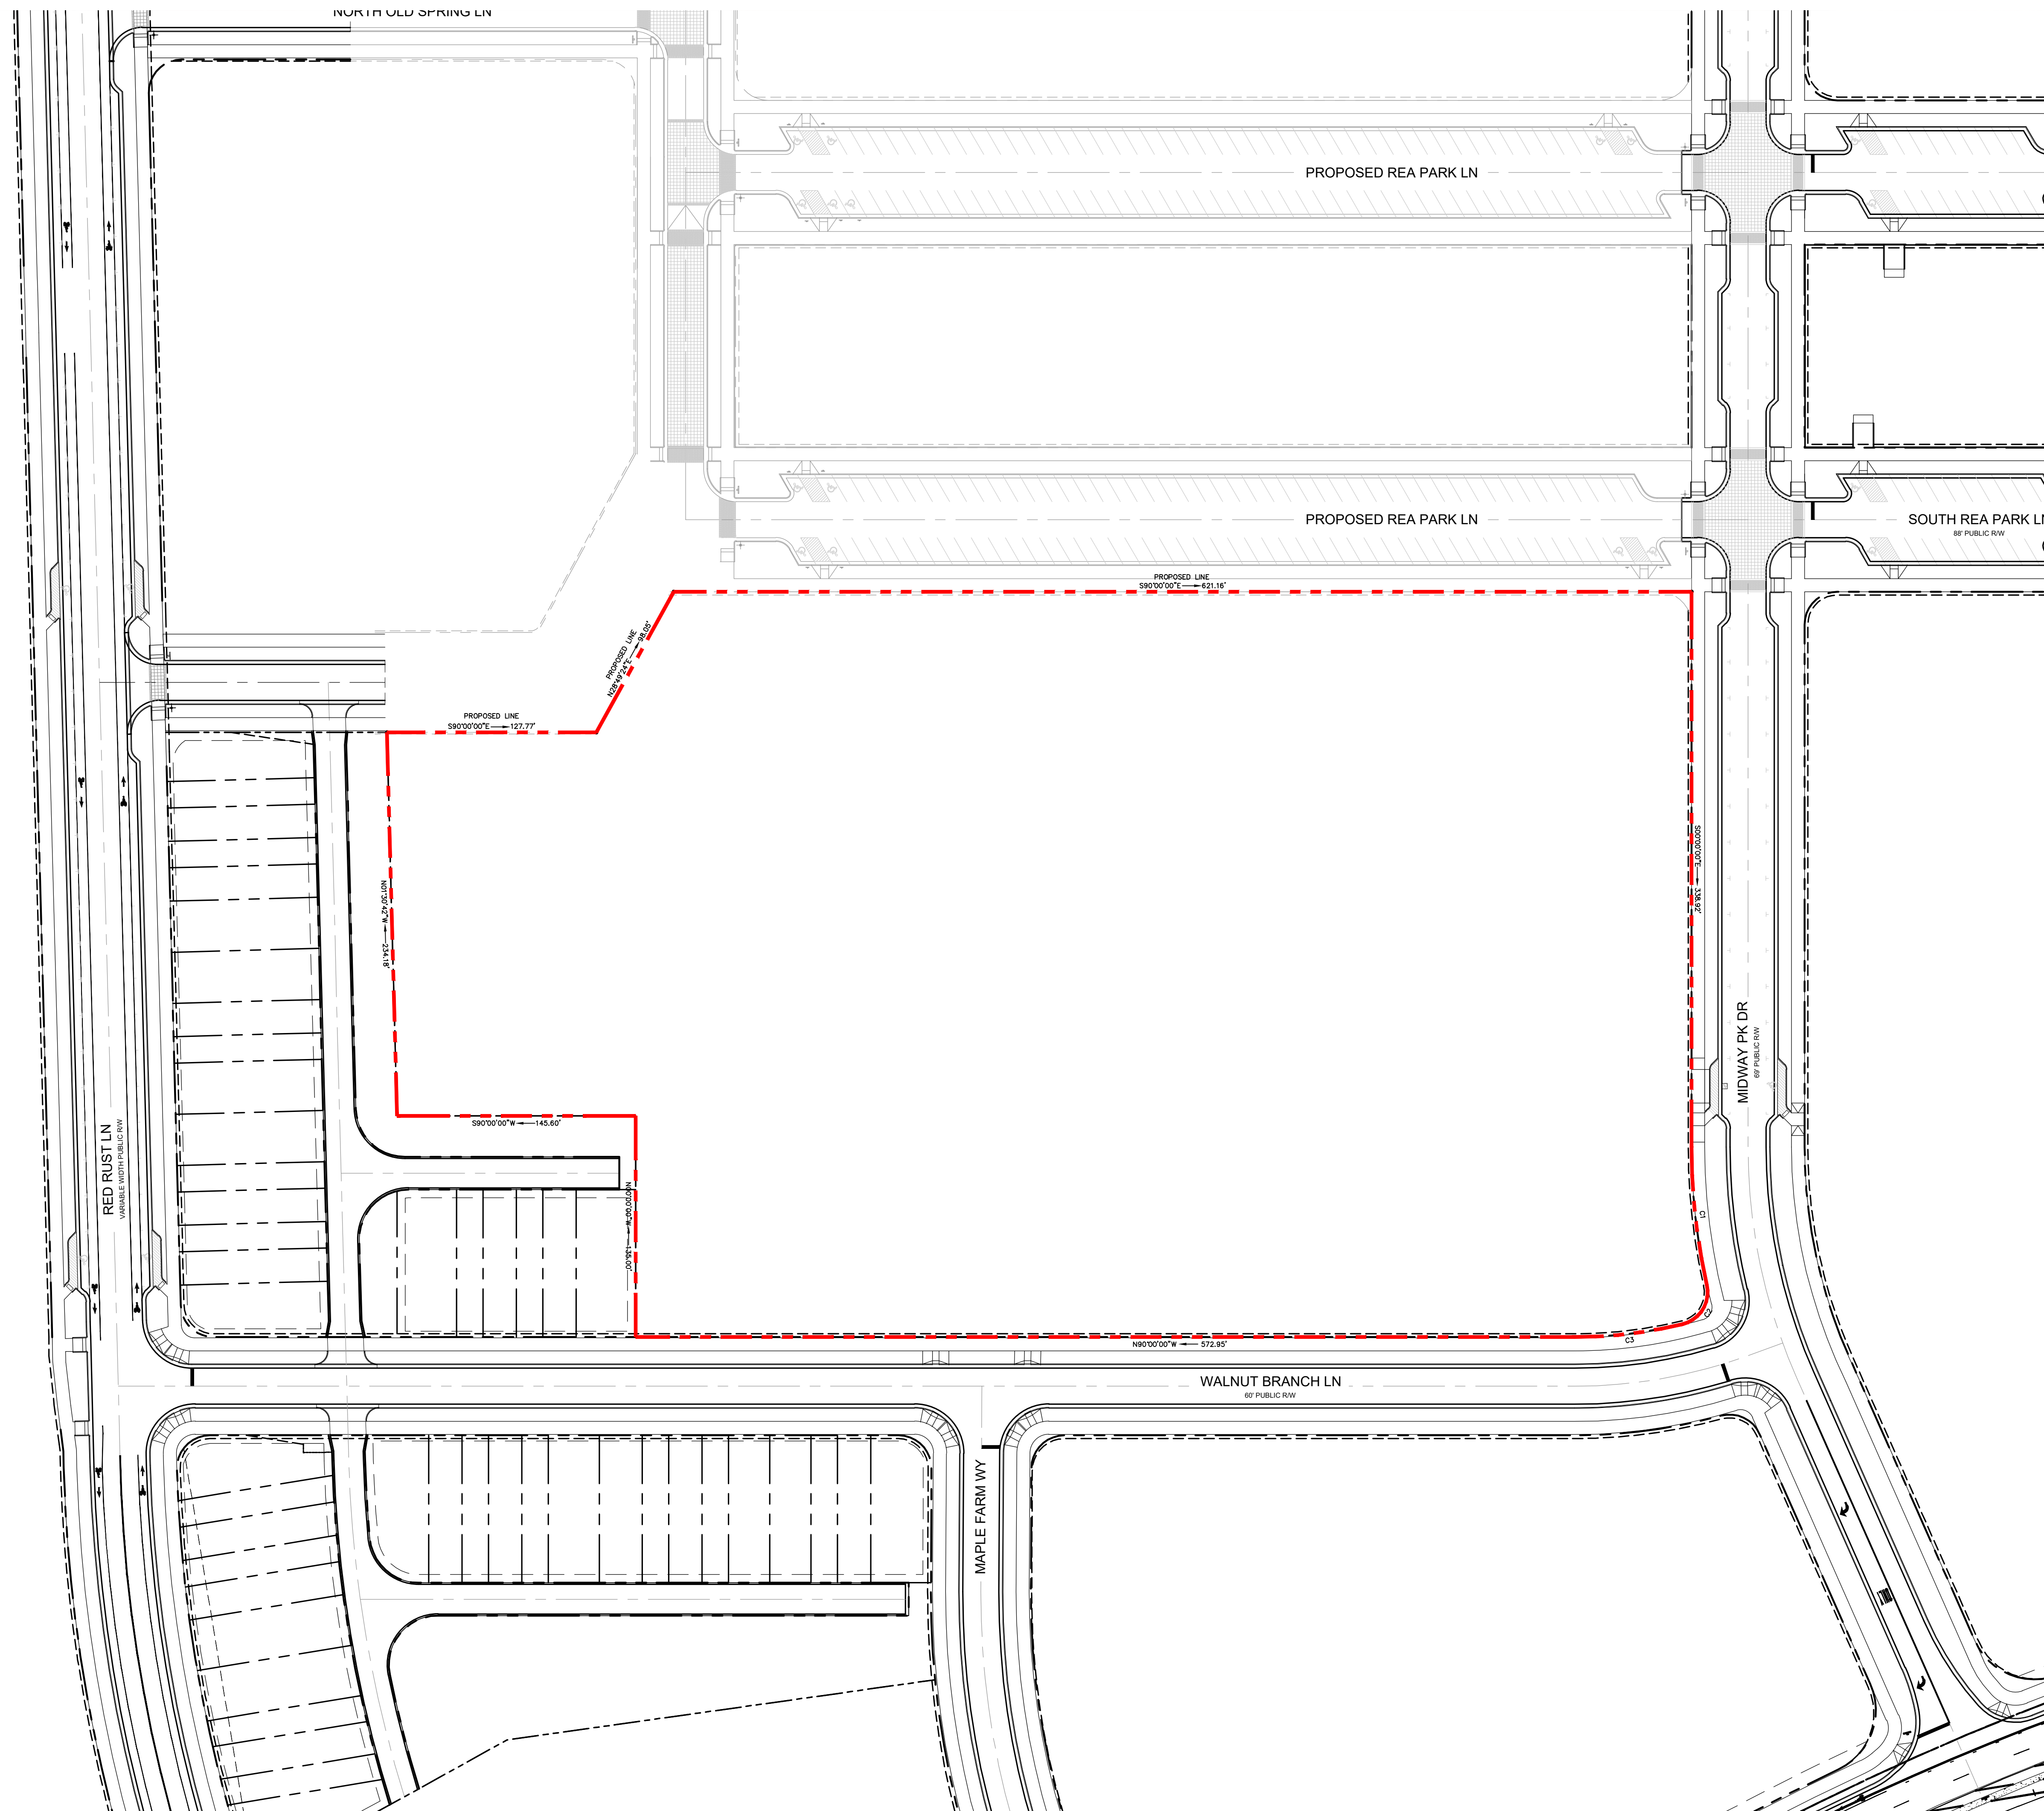 NORTH OLD SPRING LN
PROPOSED REA PARK LN
PROPOSED REA PARK LN
SOUTH REA PARK LN
88' PUBLIC R/W
PROPOSED LINE
S90°00'00"E 621.16'
PROPOSED LINE
N28°49'24"E 98.05'
PROPOSED LINE
S90°00'00"E 127.77'
S00°00'00"E 338.92'
N01°30'42"W 234.18'
MIDWAY PK DR
69' PUBLIC R/W
S90°00'00"W 145.60'
RED RUST LN
VARIABLE WIDTH PUBLIC R/W
N00°00'00"W 135.00'
C1
C2
C3
N90°00'00"W 572.95'
WALNUT BRANCH LN
60' PUBLIC R/W
MAPLE FARM WY